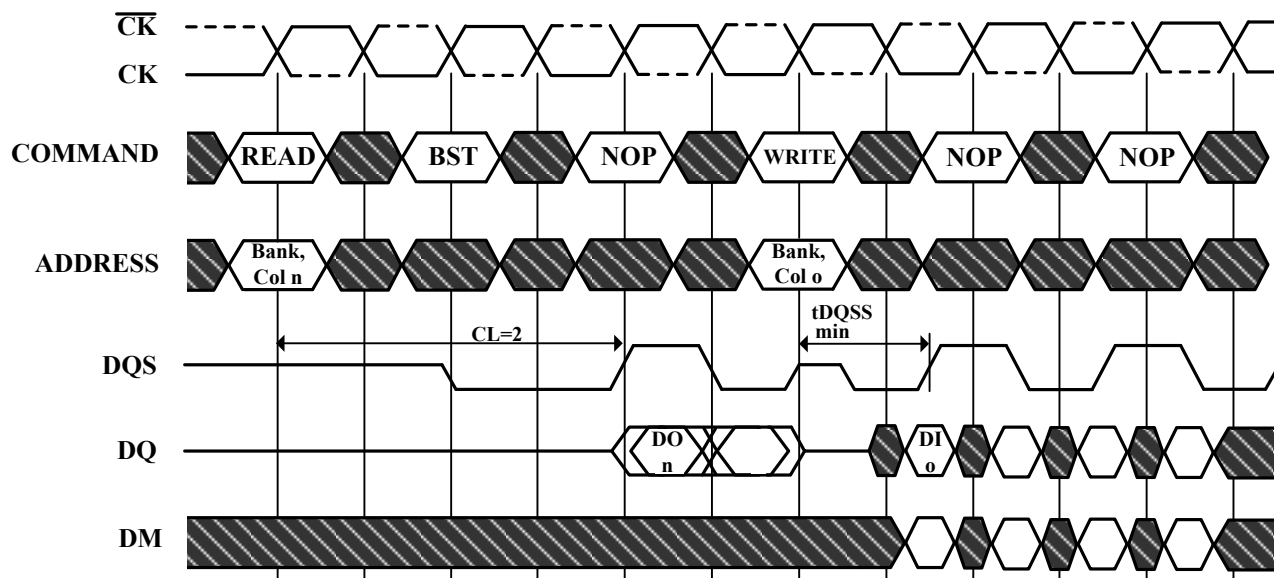 CK
CK
COMMAND
READ
BST
NOP
WRITE
NOP
NOP
ADDRESS
Bank,
Col n
Bank,
Col o
DQS
CL=2
tDQSS
min
DQ
DO
n
DI
o
DM